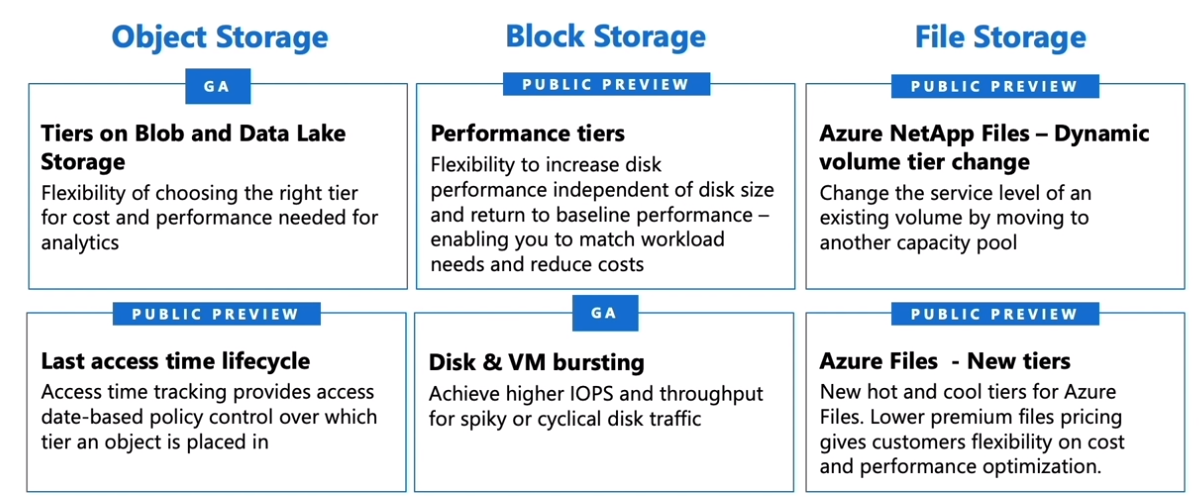 Object Storage
Block Storage
File Storage
GA
Tiers on Blob and Data Lake
Storage
Flexibility of choosing the right tier
for cost and performance needed for
analytics
PUBLIC PREVIEW
Performance tiers
Flexibility to increase disk
performance independent of disk size
and return to baseline performance –
enabling you to match workload
needs and reduce costs
PUBLIC PREVIEW
Azure NetApp Files – Dynamic
volume tier change
Change the service level of an
existing volume by moving to
another capacity pool
PUBLIC PREVIEW
Last access time lifecycle
Access time tracking provides access
date-based policy control over which
tier an object is placed in
GA
Disk & VM bursting
Achieve higher IOPS and throughput
for spiky or cyclical disk traffic
PUBLIC PREVIEW
Azure Files  - New tiers
New hot and cool tiers for Azure
Files. Lower premium files pricing
gives customers flexibility on cost
and performance optimization.